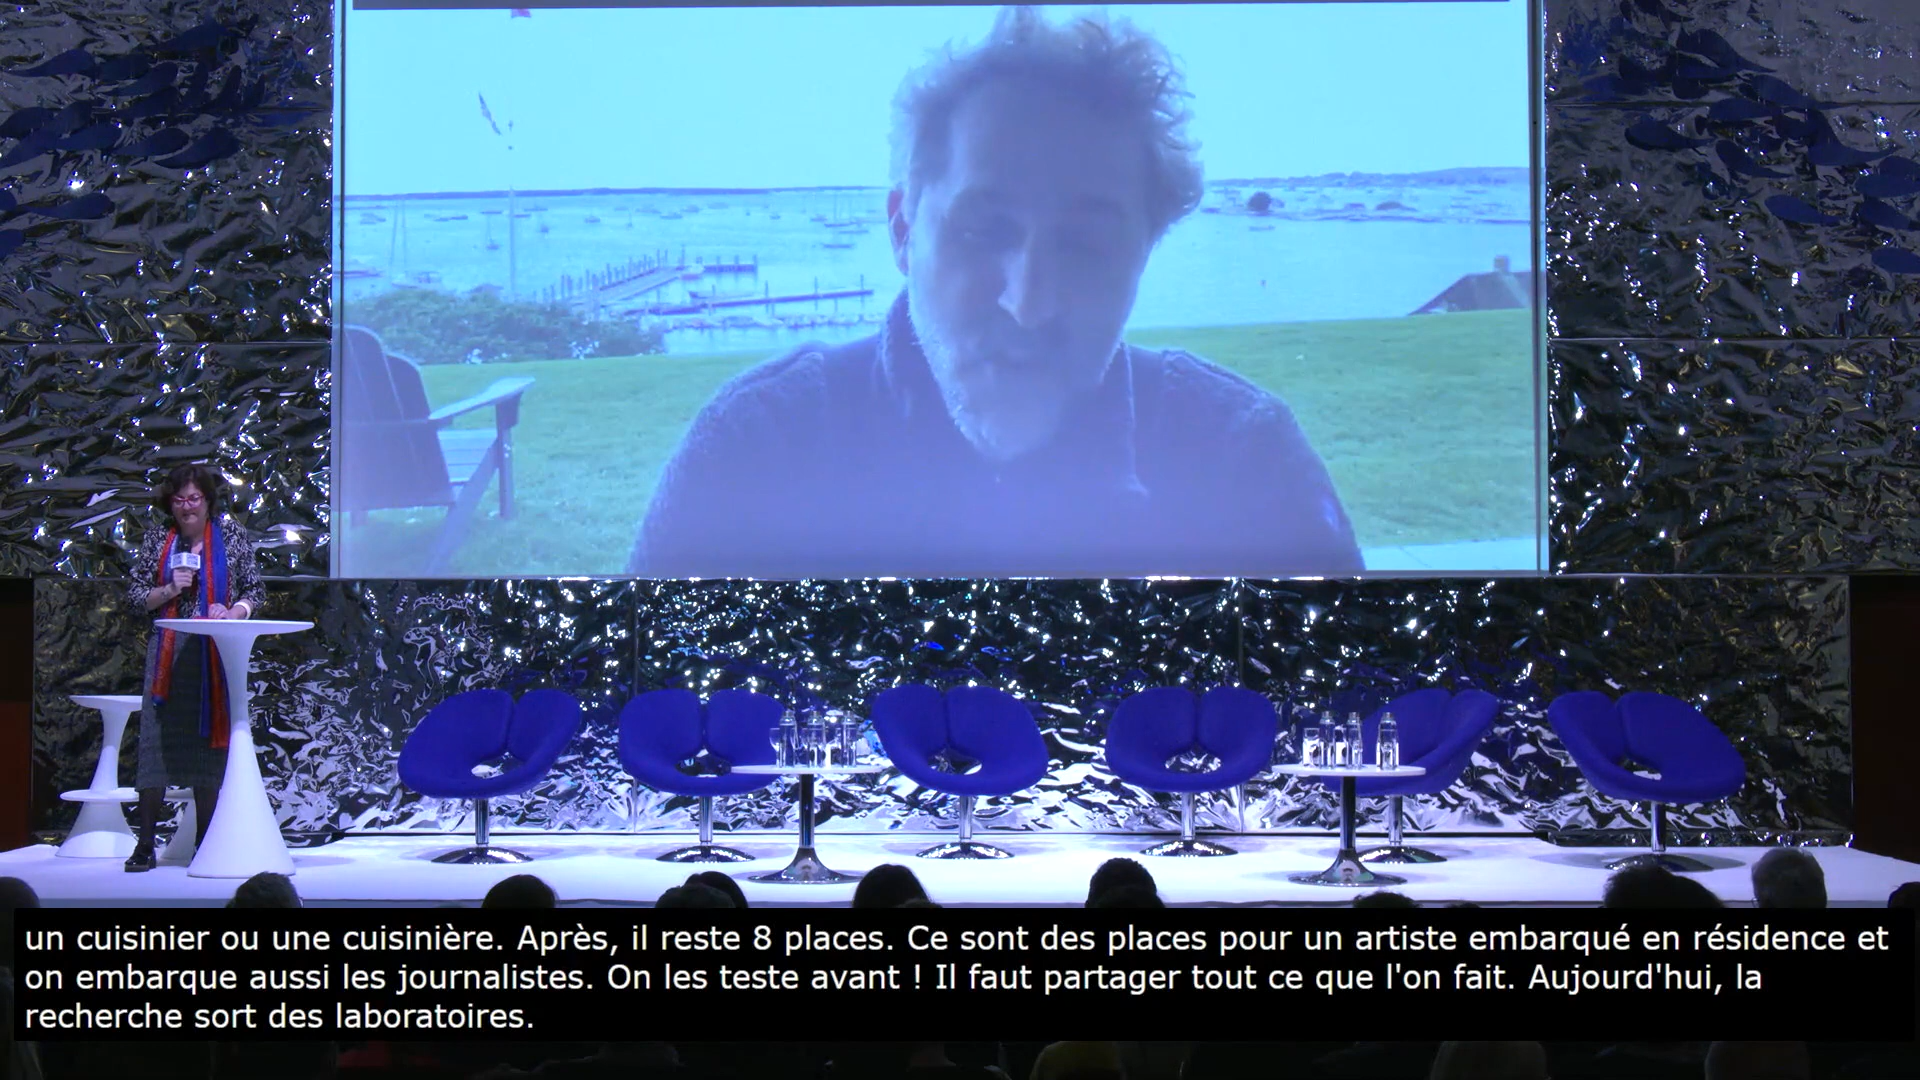 un cuisinier ou une cuisinière. Après, il reste 8 places. Ce sont des places pour un artiste embarqué en résidence et
on embarque aussi les journalistes. On les teste avant ! Il faut partager tout ce que l'on fait. Aujourd'hui, la
recherche sort des laboratoires.